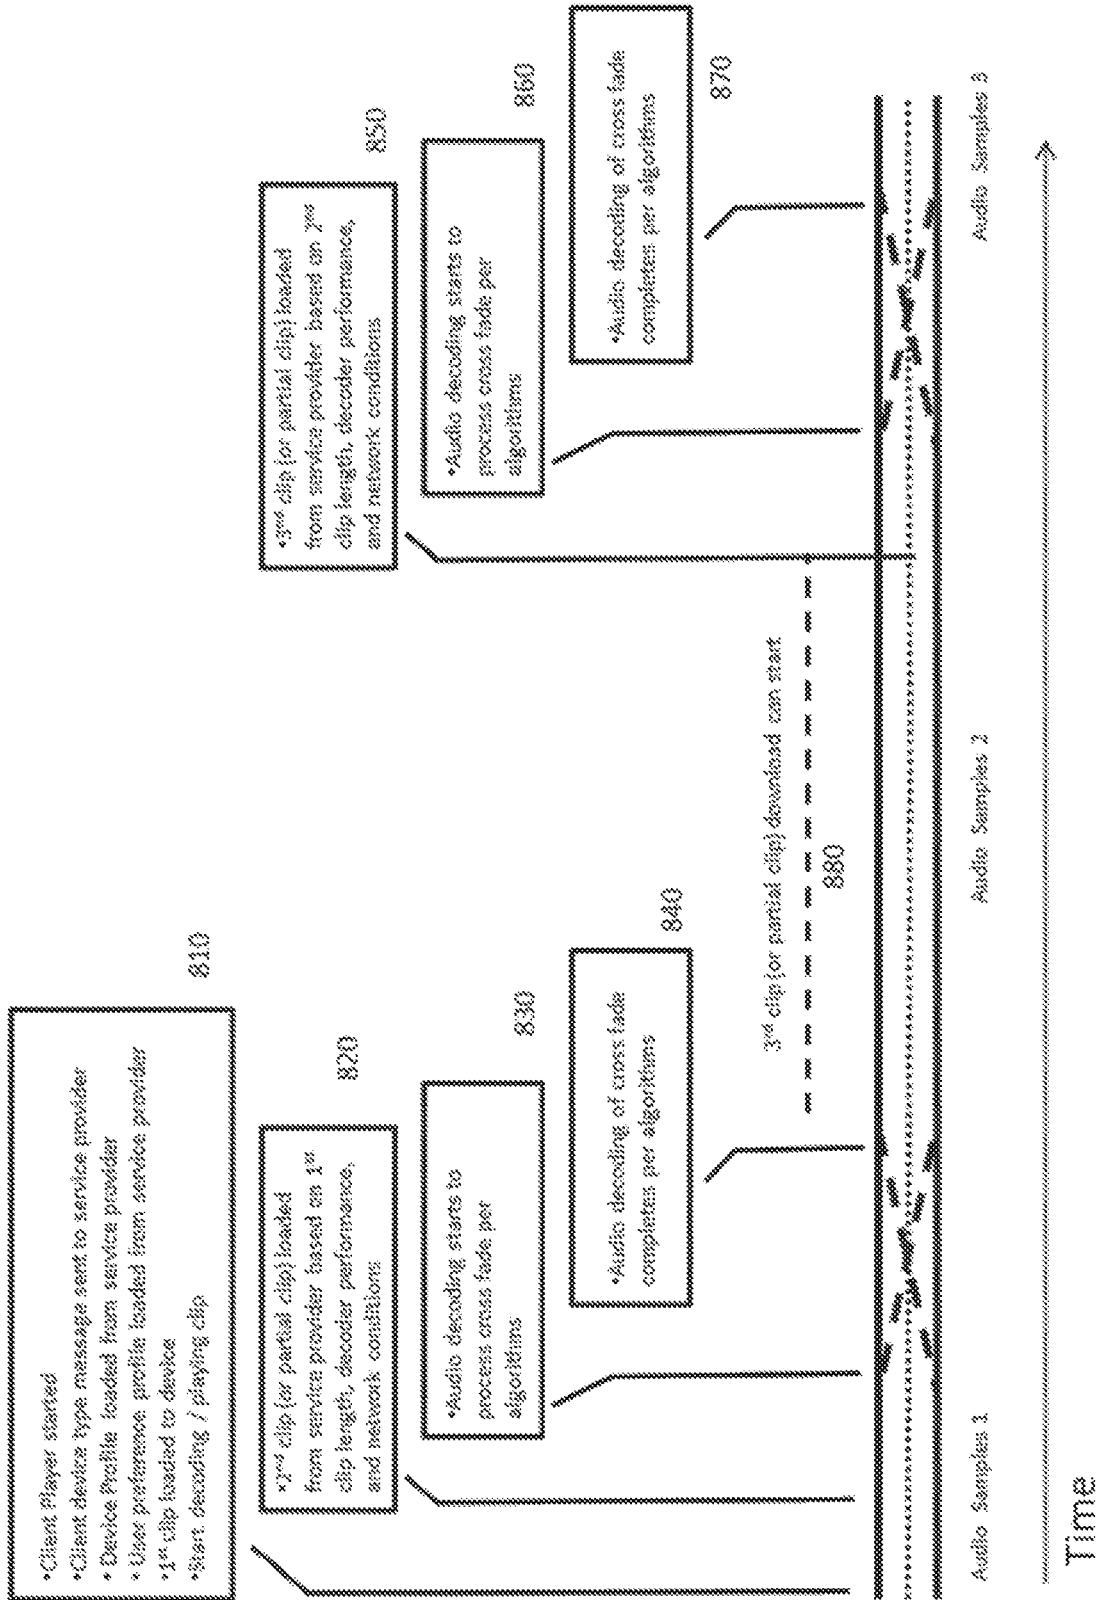 •Client Player started
•Client device type message sent to service provider
• Device Profile loaded from service provider
• User preference profile loaded from service provider
•1st clip loaded to device
•Start decoding / playing clip
810
•2nd clip (or partial clip) loaded
from service provider based on 1st
clip length, decoder performance,
and network conditions
820
•Audio decoding starts to
process cross fade per
algorithms
830
•Audio decoding of cross fade
completes per algorithms
840
3rd clip (or partial clip) download can start
880
•3rd clip (or partial clip) loaded
from service provider based on 2nd
clip length, decoder performance,
and network conditions
850
•Audio decoding starts to
process cross fade per
algorithms
860
•Audio decoding of cross fade
completes per algorithms
870
Audio Samples 1
Audio Samples 2
Audio Samples 3
Time